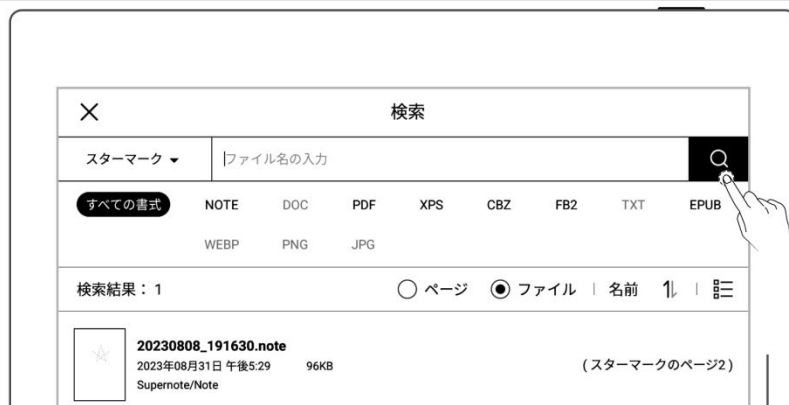 検索
スターマーク ファイル名の入力
すべての書式 NOTE DOC PDF XPS CBZ FB2 TXT EPUB
WEBP PNG JPG
検索結果：1 ページ ファイル 名前
20230808_191630.note
2023年08月31日 午後5:29 96KB (スターマークのページ2)
Supernote/Note